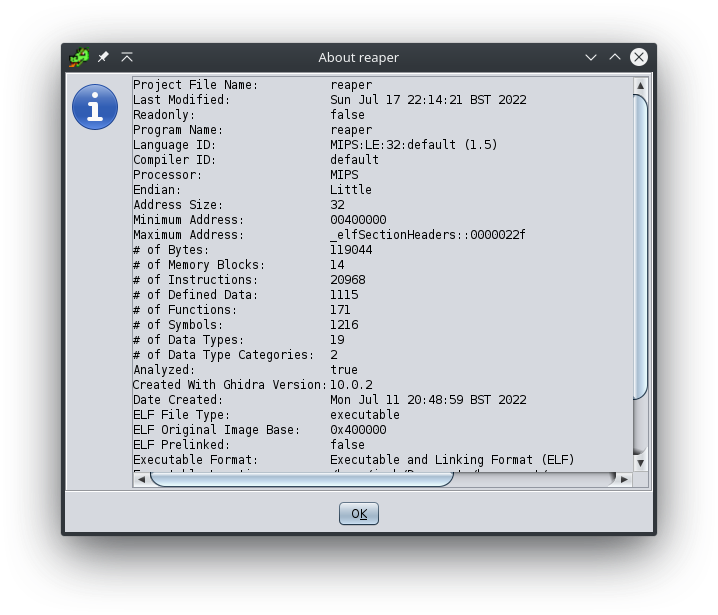 About reaper
Project File Name: reaper
Last Modified: Sun Jul 17 22:14:21 BST 2022
Readonly: false
Program Name: reaper
Language ID: MIPS:LE:32:default (1.5)
Compiler ID: default
Processor: MIPS
Endian: Little
Address Size: 32
Minimum Address: 00400000
Maximum Address: _elfSectionHeaders::0000022f
# of Bytes: 119044
# of Memory Blocks: 14
# of Instructions: 20968
# of Defined Data: 1115
# of Functions: 171
# of Symbols: 1216
# of Data Types: 19
# of Data Type Categories: 2
Analyzed: true
Created With Ghidra Version: 10.0.2
Date Created: Mon Jul 11 20:48:59 BST 2022
ELF File Type: executable
ELF Original Image Base: 0x400000
ELF Prelinked: false
Executable Format: Executable and Linking Format (ELF)
OK